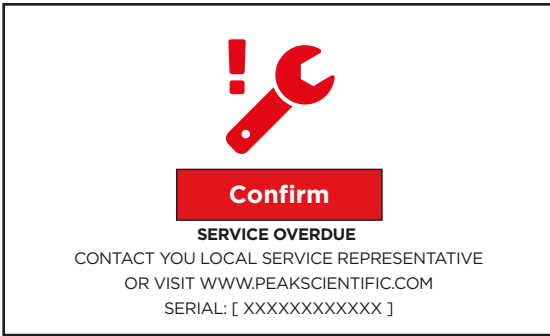 Confirm
SERVICE OVERDUE
CONTACT YOU LOCAL SERVICE REPRESENTATIVE
OR VISIT WWW.PEAKSCIENTIFIC.COM
SERIAL: [ XXXXXXXXXXXX ]